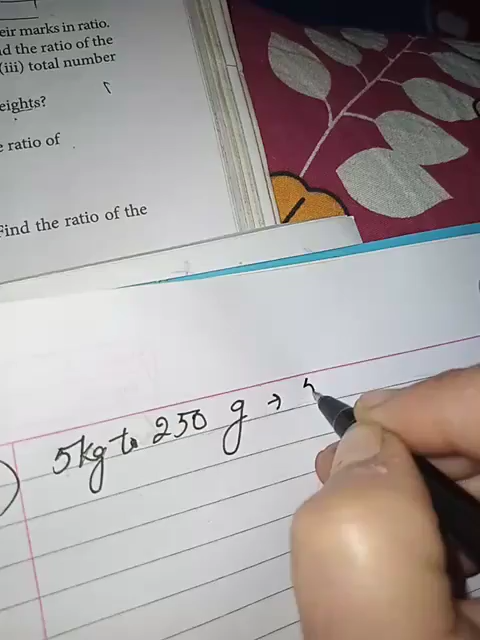 eir marks in ratio.
d the ratio of the
(iii) total number
eights?
e ratio of
Find the ratio of the
5kg to 250 g →